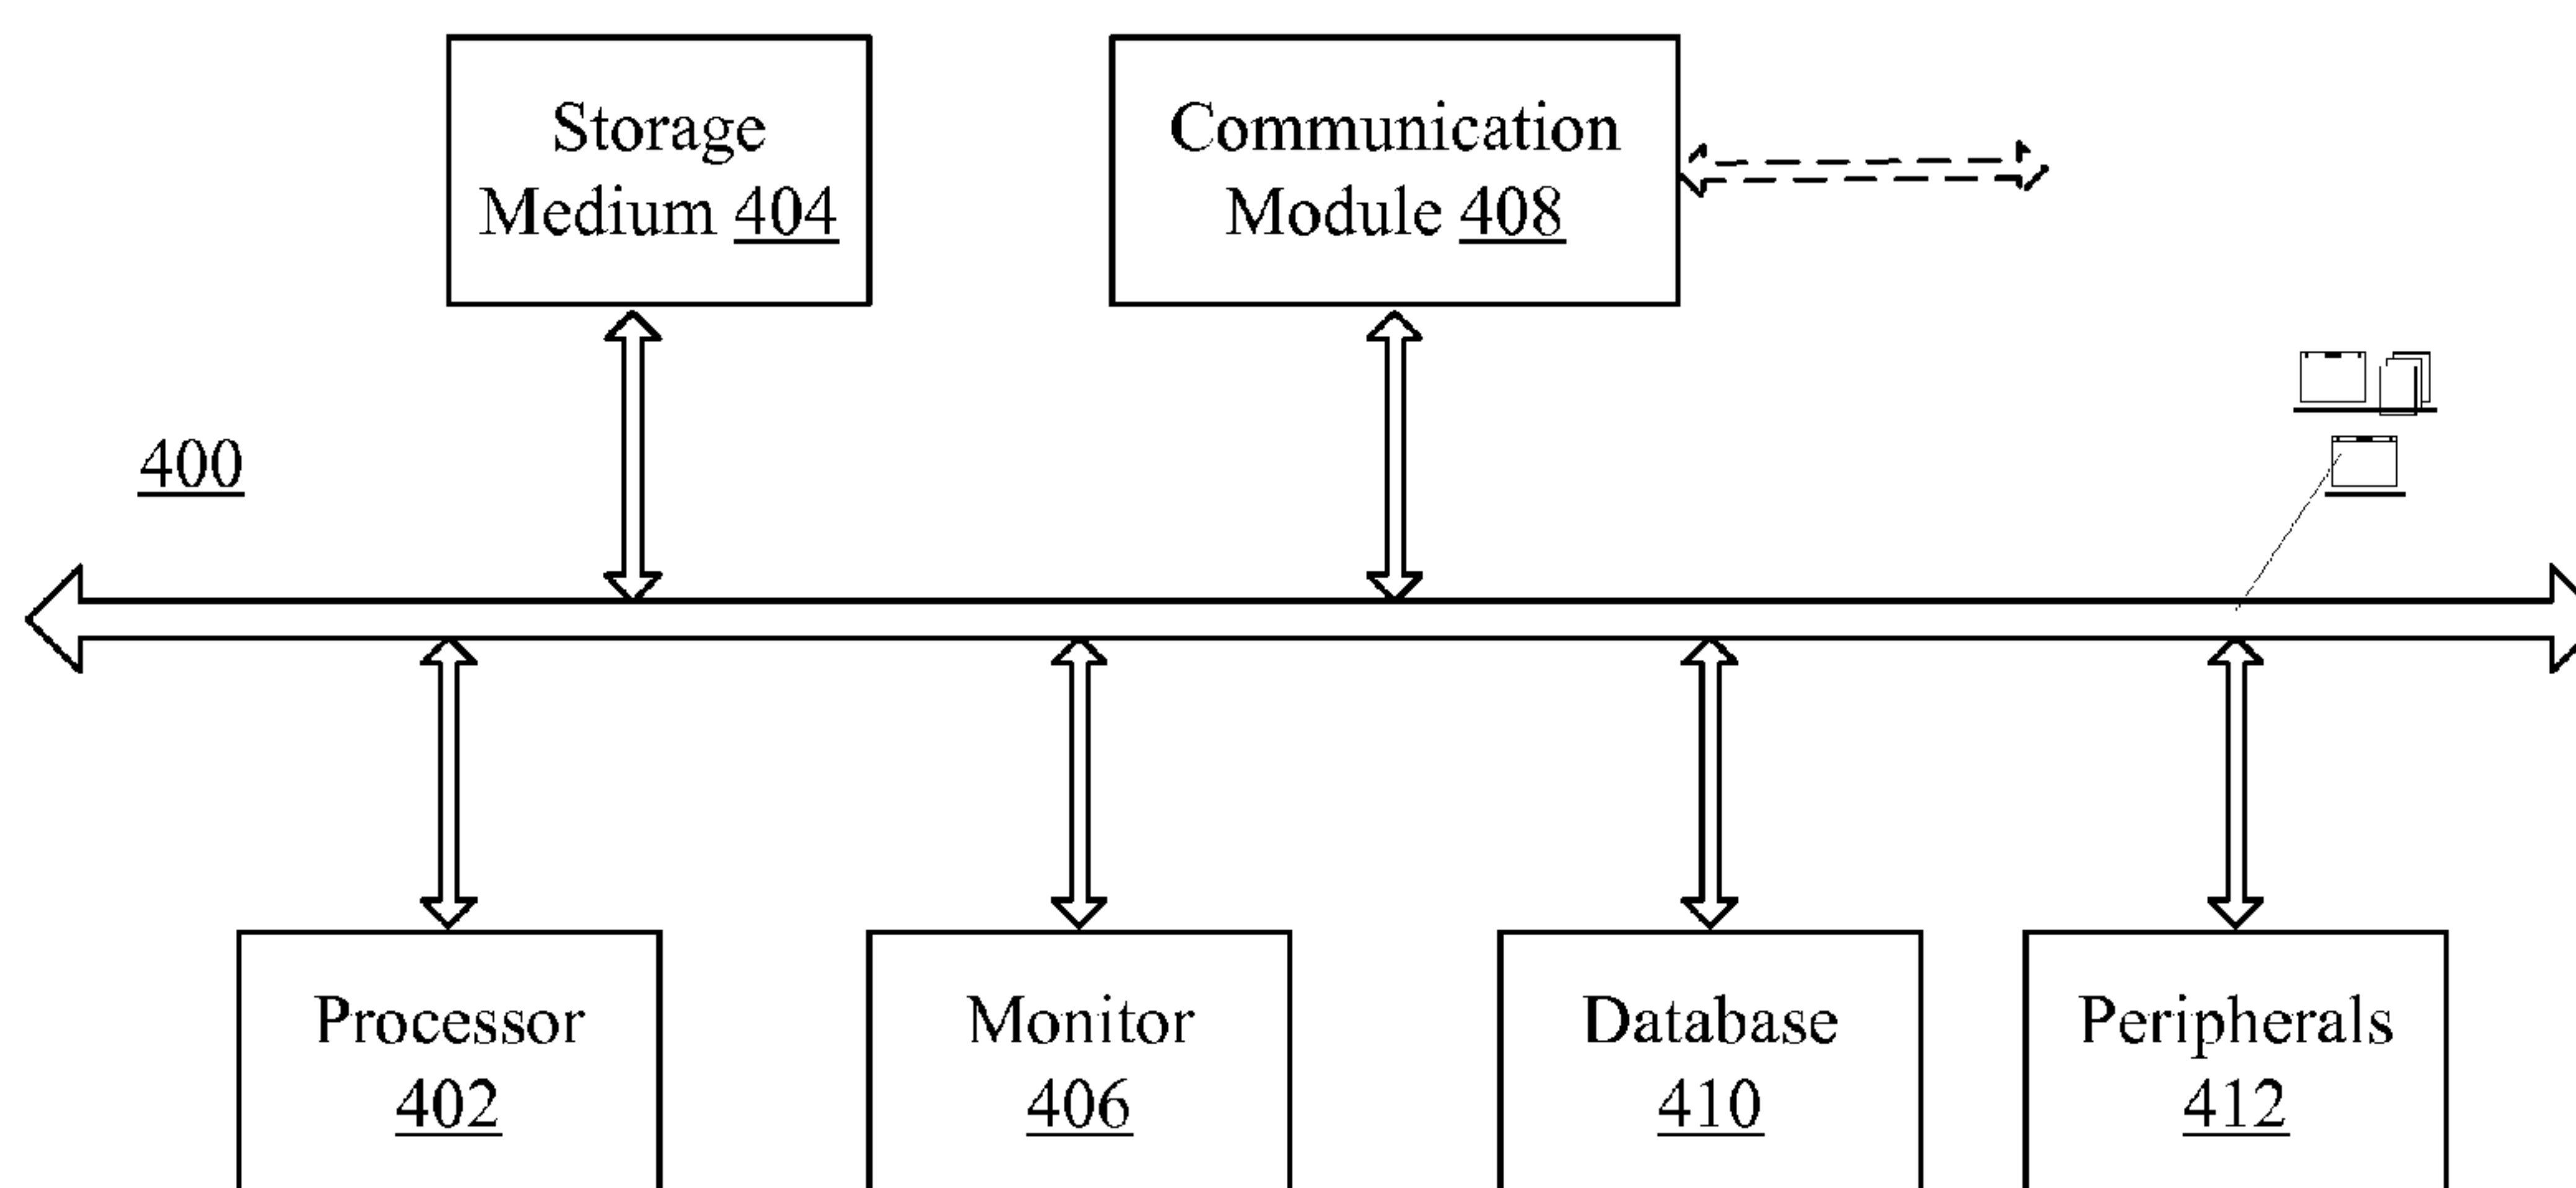 Storage
Medium 404
Communication
Module 408
400
Processor
402
Monitor
406
Database
410
Peripherals
412